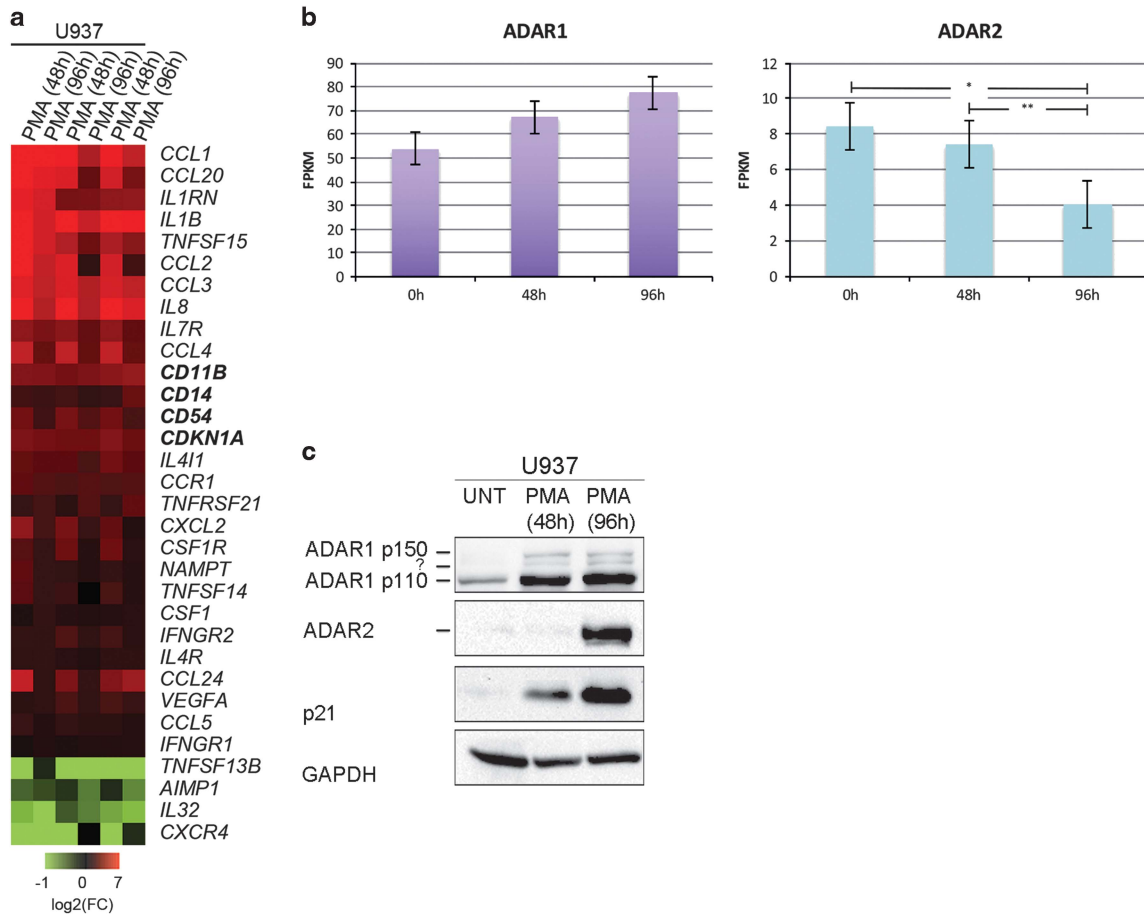 a
U937
PMA (48h)
PMA (96h)
PMA (48h)
PMA (96h)
PMA (48h)
PMA (96h)
CCL1
CCL20
IL1RN
IL1B
TNFSF15
CCL2
CCL3
IL8
IL7R
CCL4
CD11B
CD14
CD54
CDKN1A
IL4I1
CCR1
TNFRSF21
CXCL2
CSF1R
NAMPT
TNFSF14
CSF1
IFNGR2
IL4R
CCL24
VEGFA
CCL5
IFNGR1
TNFSF13B
AIMP1
IL32
CXCR4
-1 0 7
log2(FC)
b
ADAR1
FPKM
90
80
70
60
50
40
30
20
10
0
0h 48h 96h
ADAR2
FPKM
12
10
8
6
4
2
0
*
**
0h 48h 96h
c
U937
UNT PMA PMA
(48h) (96h)
ADAR1 p150
?
ADAR1 p110
ADAR2
p21
GAPDH